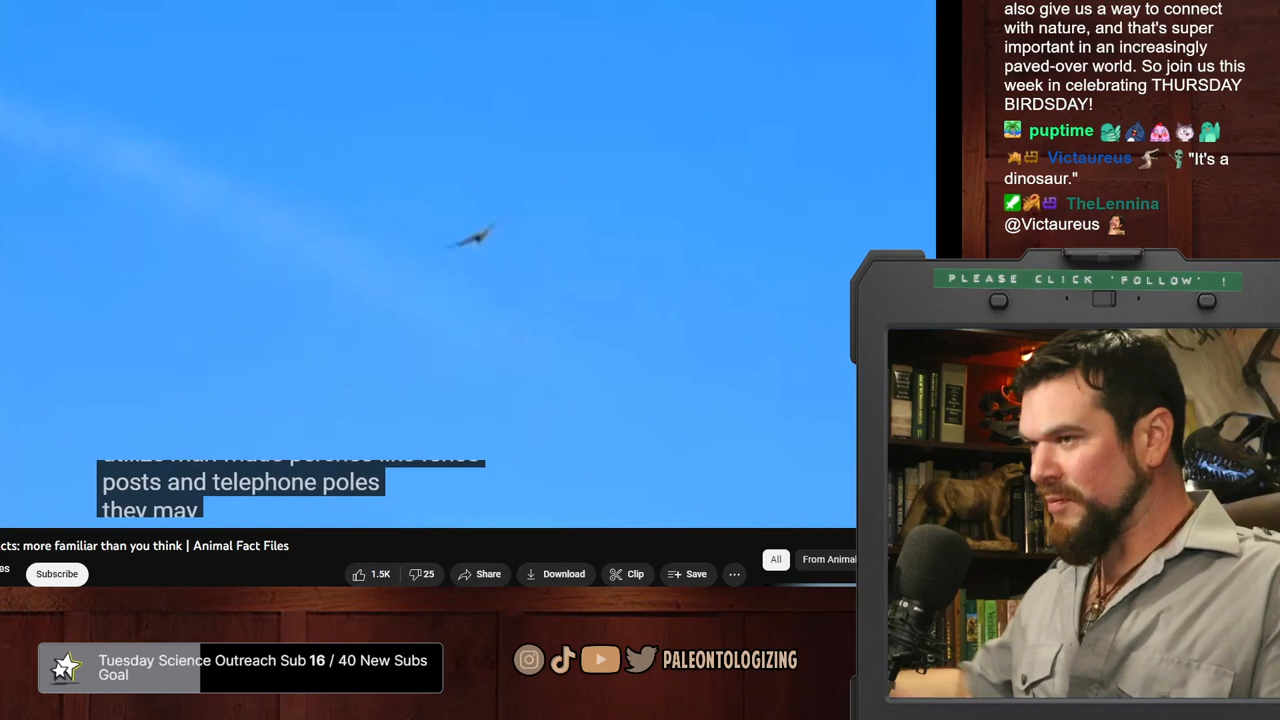 also give us a way to connect
with nature, and that's super
important in an increasingly
paved-over world. So join us this
week in celebrating THURSDAY
BIRDSDAY!
puptime
Victaureus "It's a
dinosaur."
TheLennina
@Victaureus
PLEASE CLICK 'FOLLOW' !
posts and telephone poles
they may
cts: more familiar than you think | Animal Fact Files
es
Subscribe
1.5K
25
Share
Download
Clip
Save
All
From Animal
Tuesday Science Outreach Sub 16 / 40 New Subs
Goal
PALEONTOLOGIZING